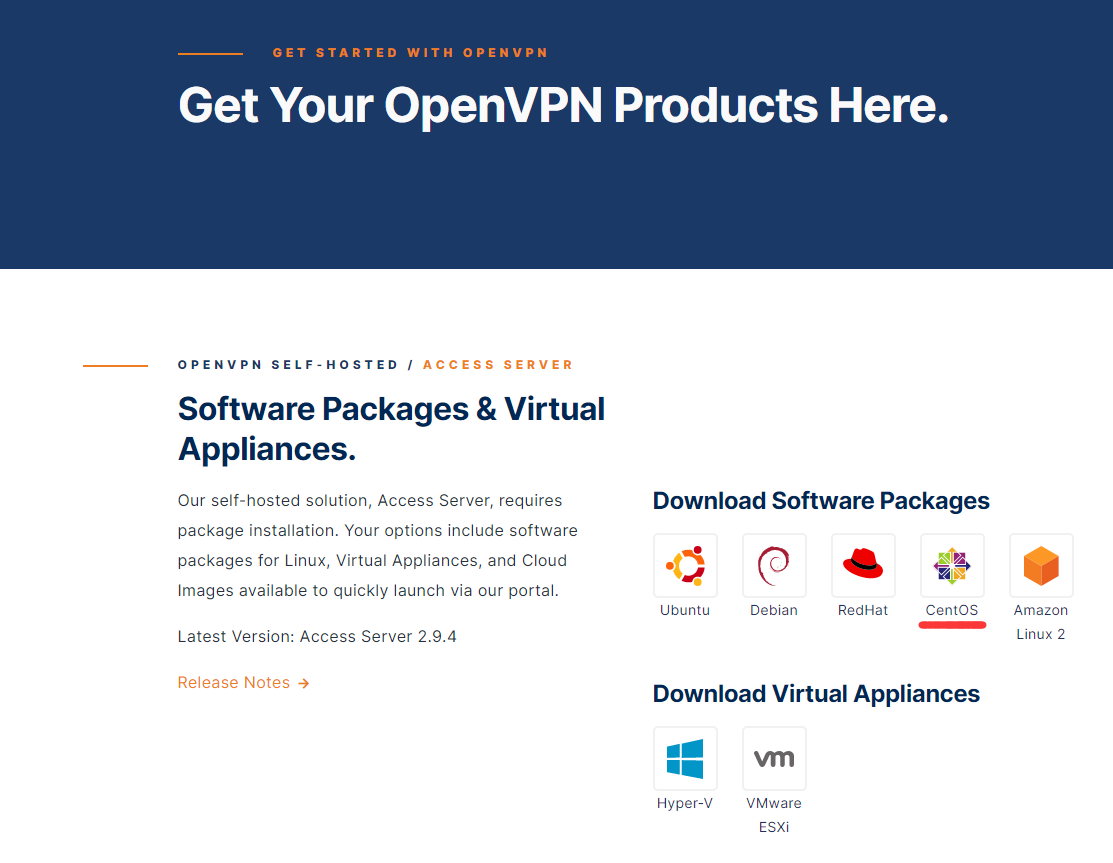 GET STARTED WITH OPENVPN
Get Your OpenVPN Products Here.
OPENVPN SELF-HOSTED / ACCESS SERVER
Software Packages & Virtual
Appliances.
Our self-hosted solution, Access Server, requires
package installation. Your options include software
packages for Linux, Virtual Appliances, and Cloud
Images available to quickly launch via our portal.
Latest Version: Access Server 2.9.4
Release Notes →
Download Software Packages
Ubuntu
Debian
RedHat
CentOS
Amazon
Linux 2
Download Virtual Appliances
vm
Hyper-V
VMware
ESXi